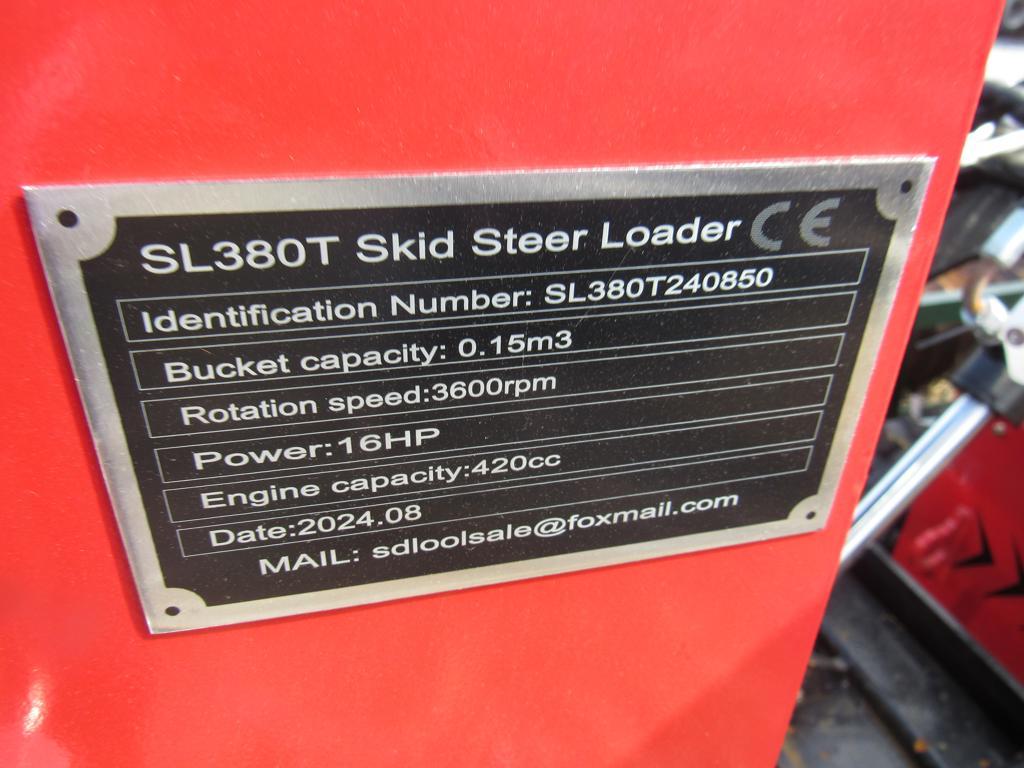 SL380T Skid Steer Loader CE
Identification Number: SL380T240850
Bucket capacity: 0.15m3
Rotation speed:3600rpm
Power:16HP
Engine capacity:420cc
Date:2024.08
MAIL: sdloolsale@foxmail.com